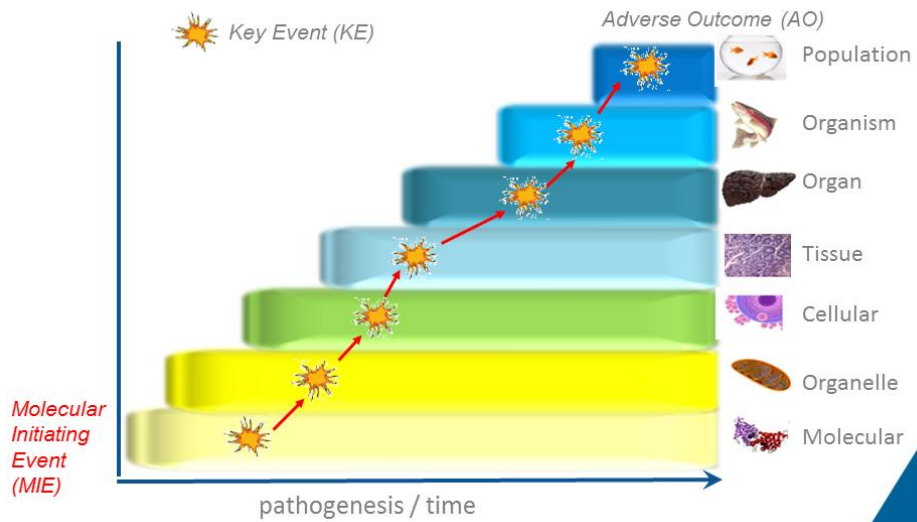 Key Event (KE)
Adverse Outcome (AO)
Population
Organism
Organ
Tissue
Cellular
Organelle
Molecular
Molecular
Initiating
Event
(MIE)
pathogenesis / time